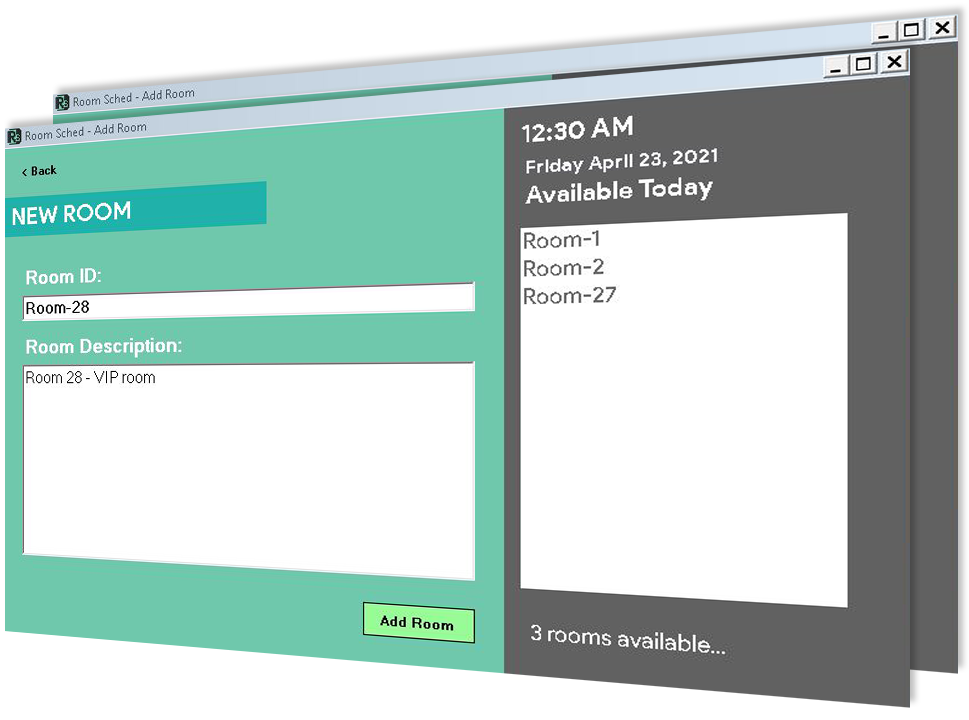 Room Sched - Add Room
Room Sched - Add Room
< Back
NEW ROOM
Room ID:
Room-28
Room Description:
Room 28 - VIP room
Add Room
12:30 AM
Friday April 23, 2021
Available Today
Room-1
Room-2
Room-27
3 rooms available...